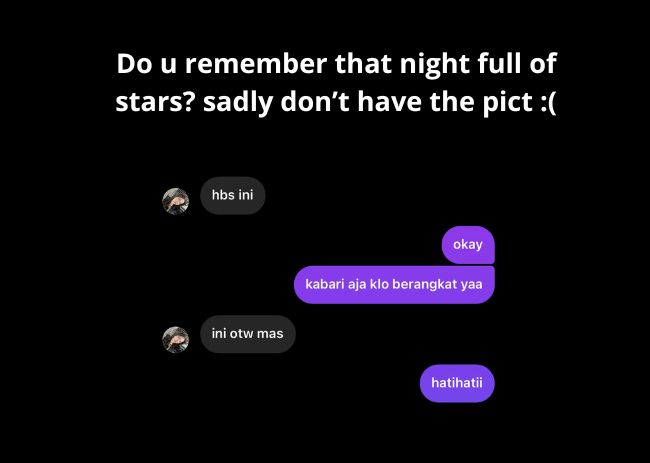 Do u remember that night full of
stars? sadly don’t have the pict :(
hbs ini
okay
kabari aja klo berangkat yaa
ini otw mas
hatihatii